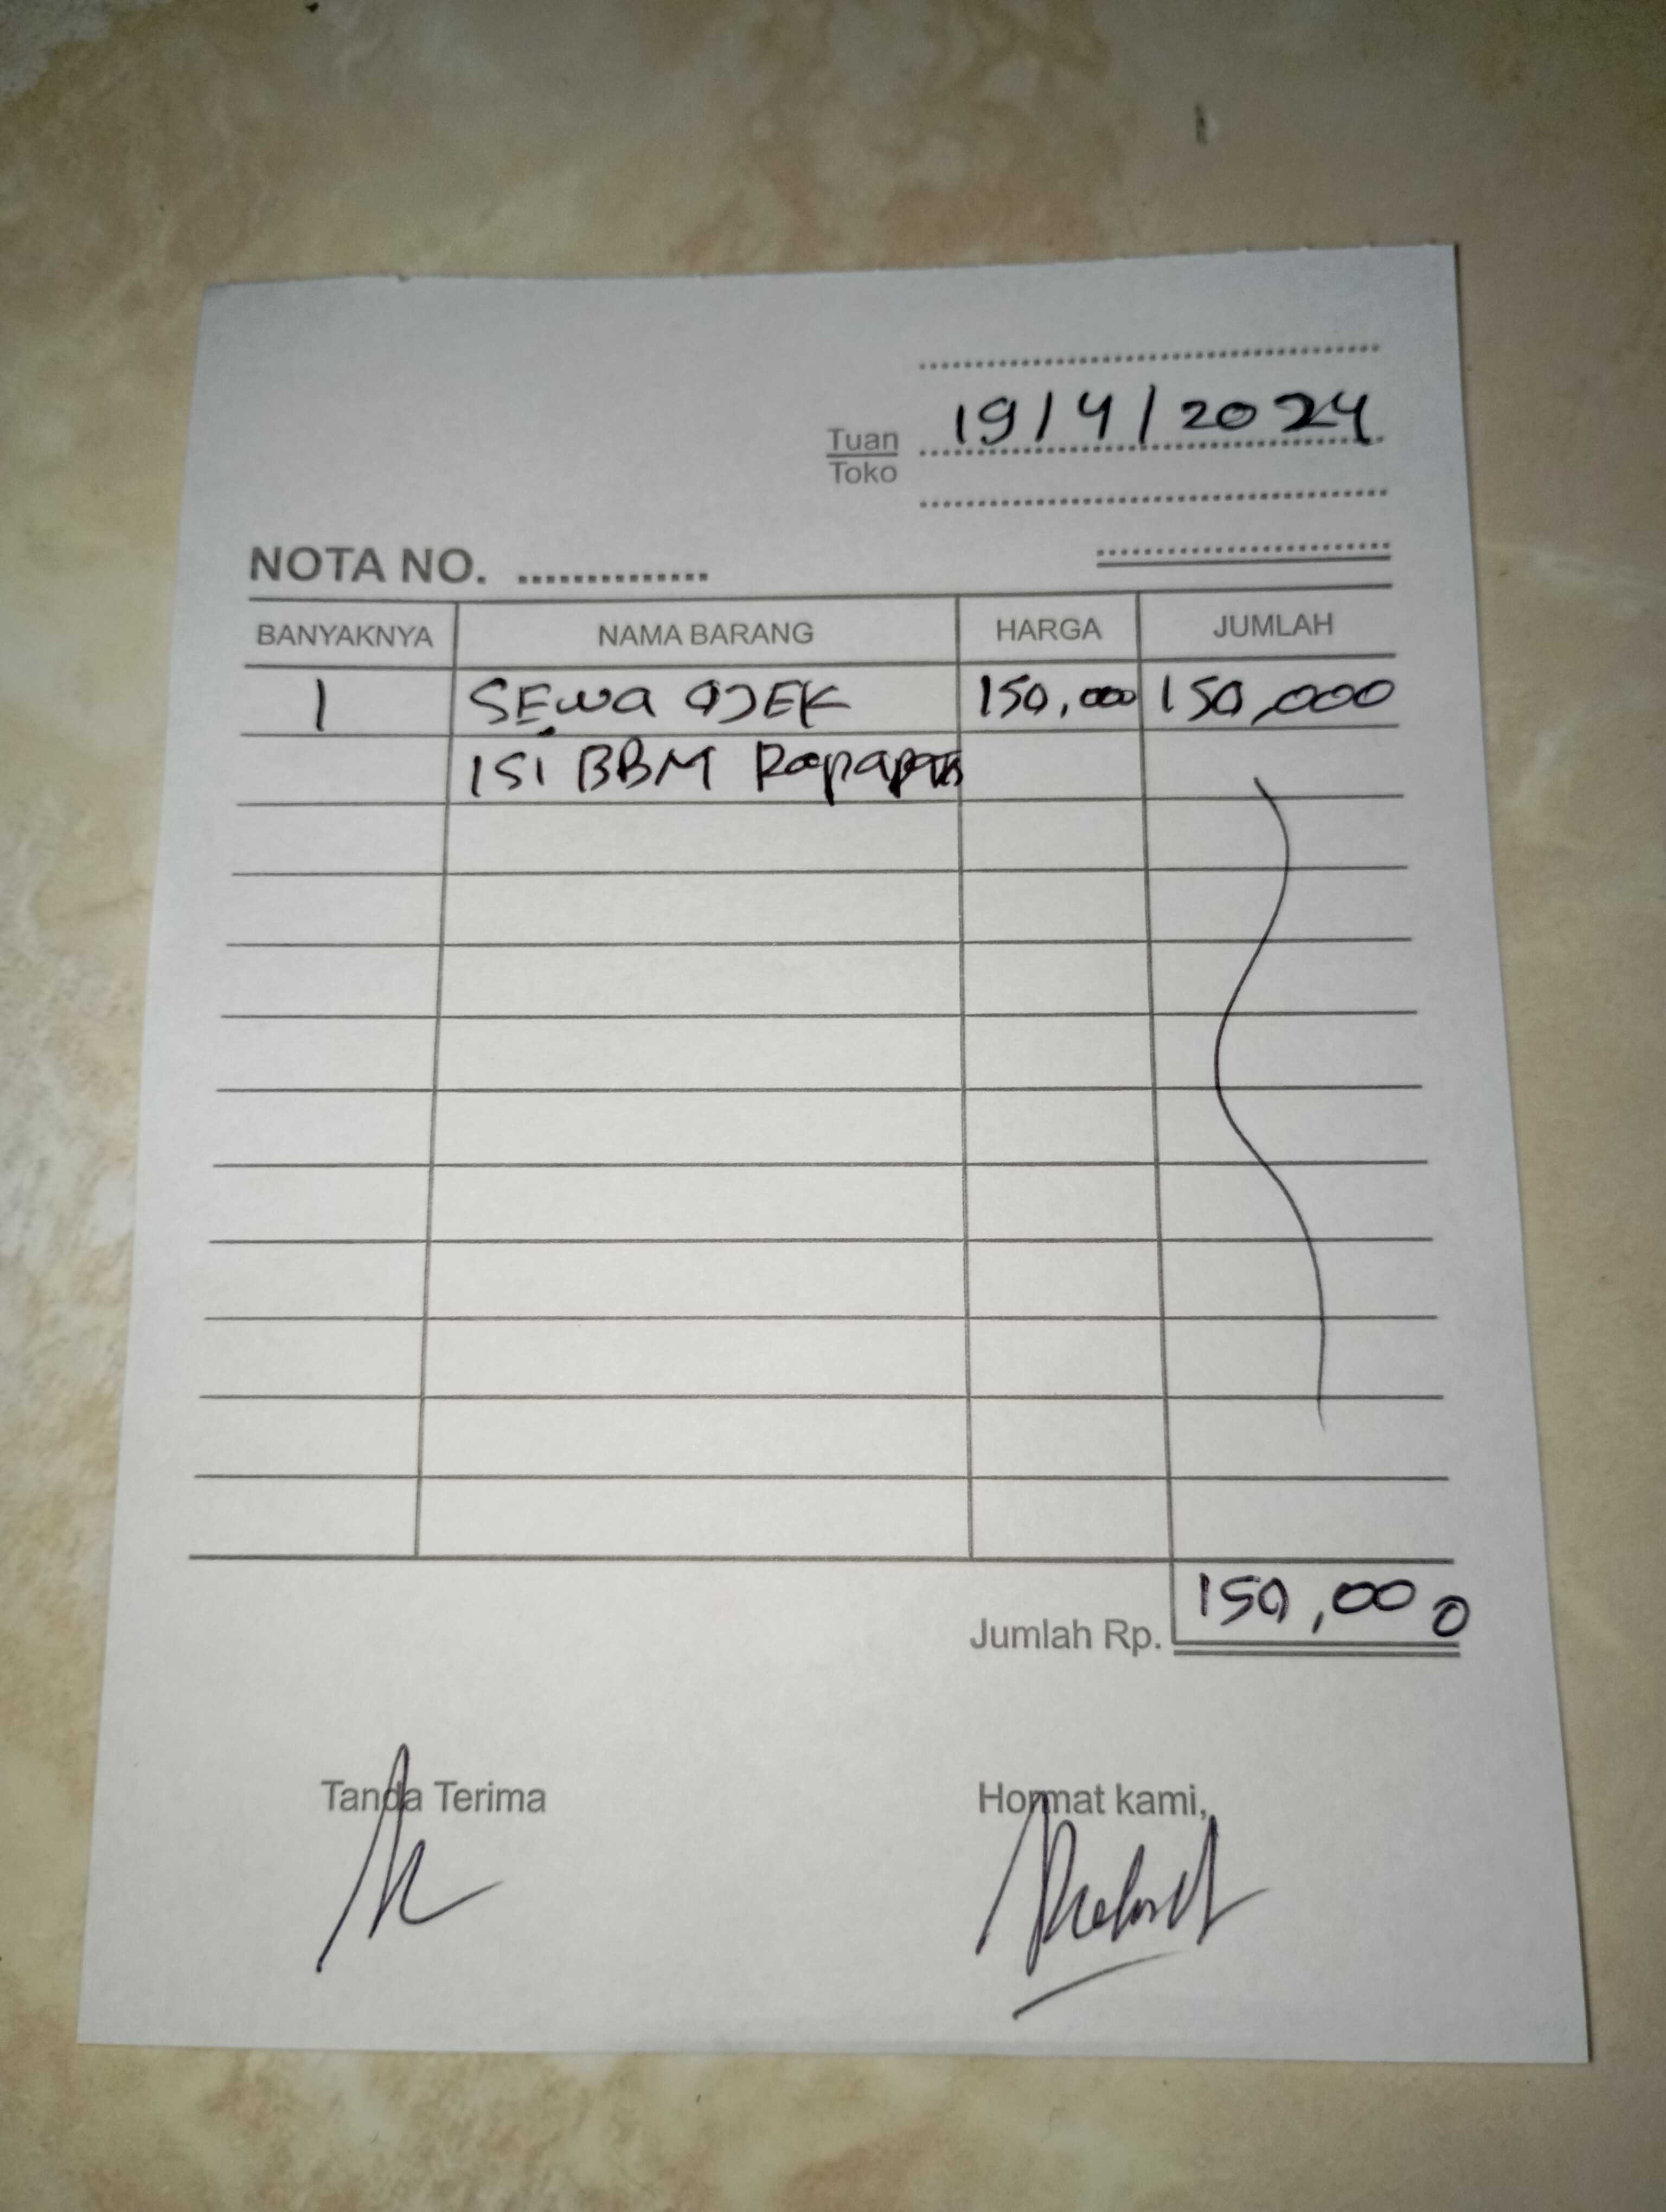 19/4/2024
Tuan
Toko
NOTA NO. ..............
BANYAKNYA NAMA BARANG HARGA JUMLAH
1 SEWA OJEK 150,000 150,000
ISI BBM
Jumlah Rp. 150,000
Tanda Terima Hormat kami,